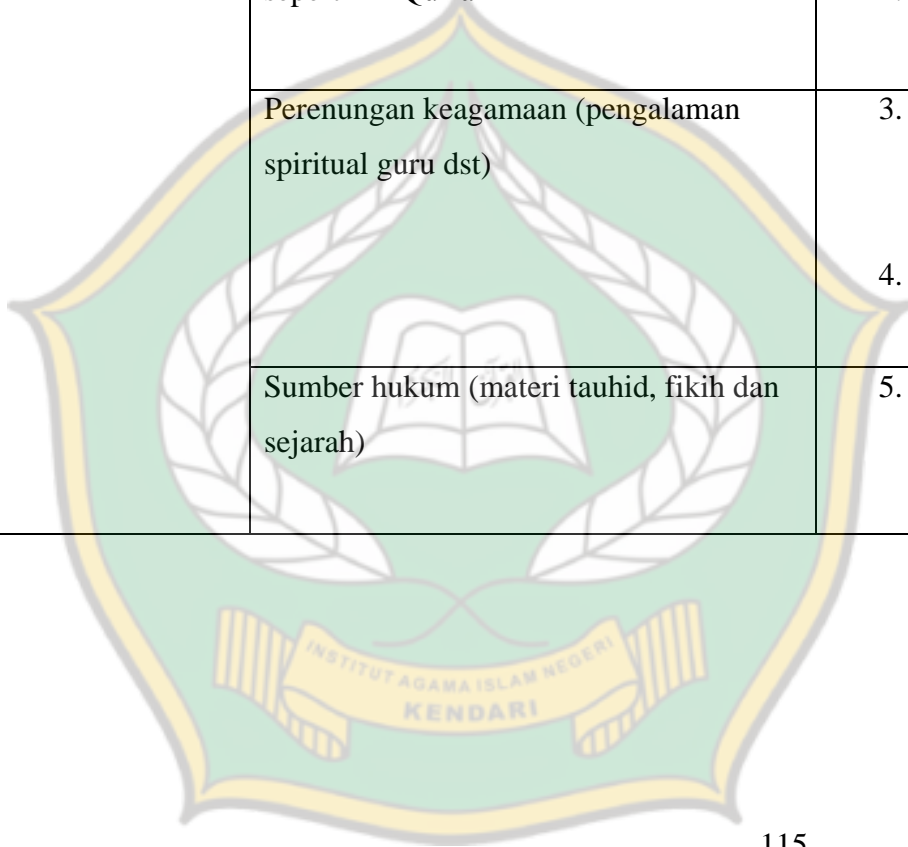 Perenungan keagamaan (pengalaman
spiritual guru dst)
3.
4.
Sumber hukum (materi tauhid, fikih dan
sejarah)
5.
INSTITUT AGAMA ISLAM NEGERI
KENDARI
115